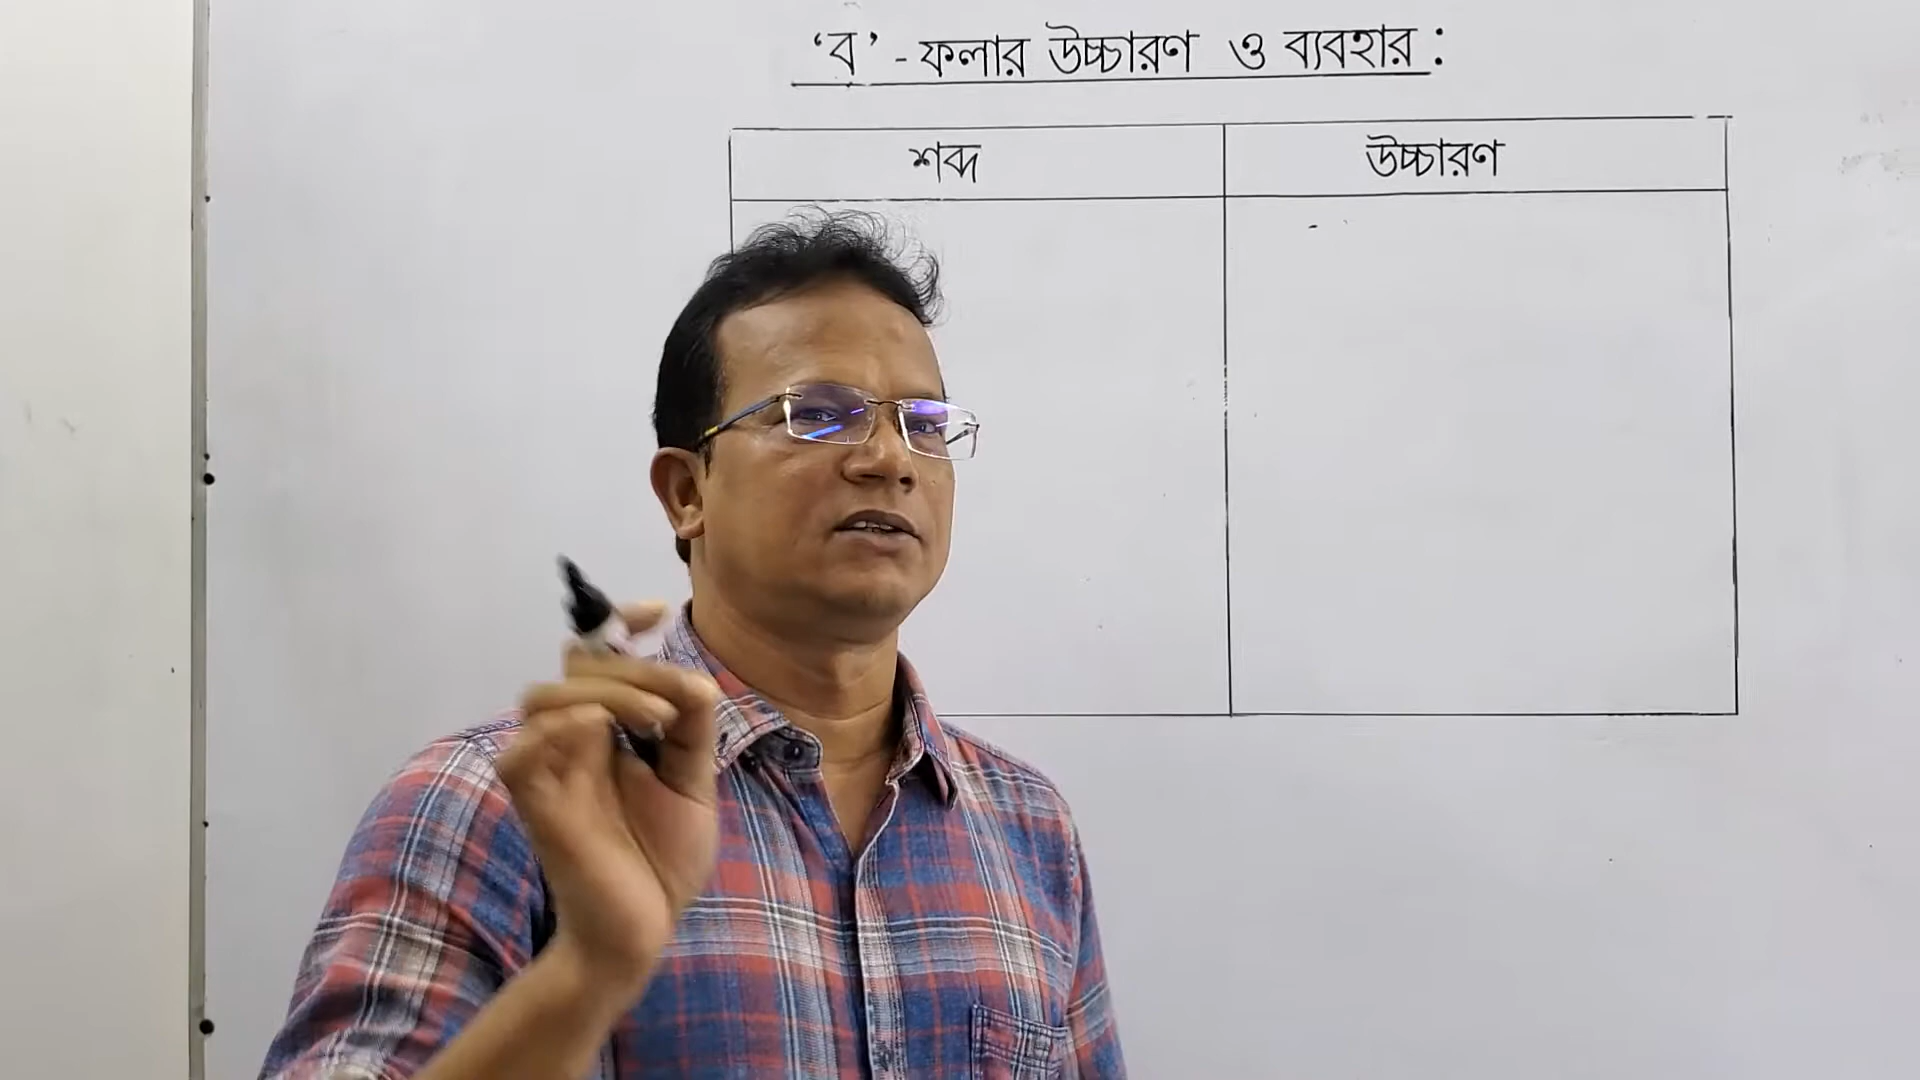 ‘ব’ - ফলার উচ্চারণ ও ব্যবহার :
শব্দ
উচ্চারণ